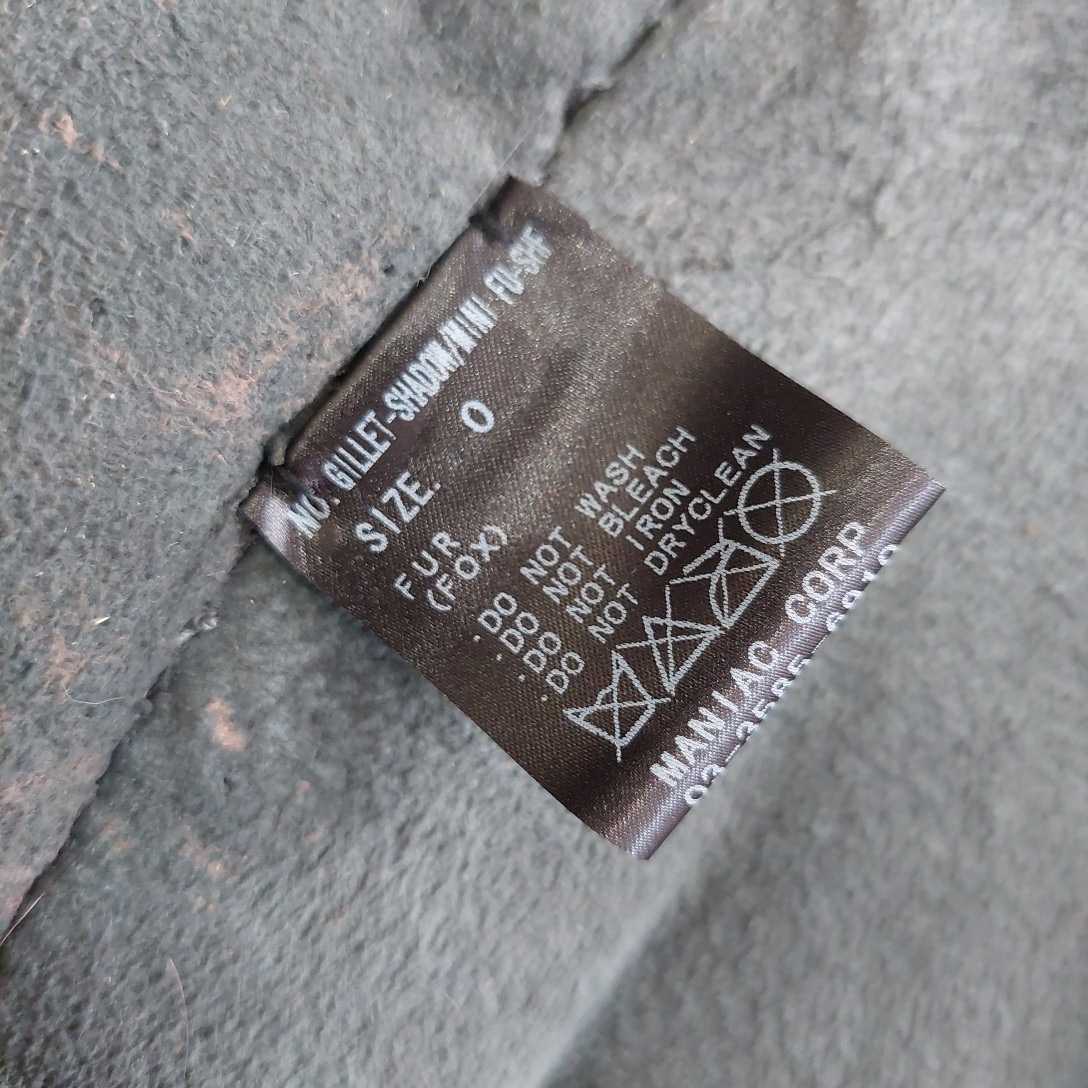 NO. GILLET-SHADOW/MINI-FU-SHF
SIZE. 0
FUR
(FOX)
.DO NOT WASH
.DO NOT BLEACH
.DO NOT IRON
.DO NOT DRYCLEAN
MANIAC CORP